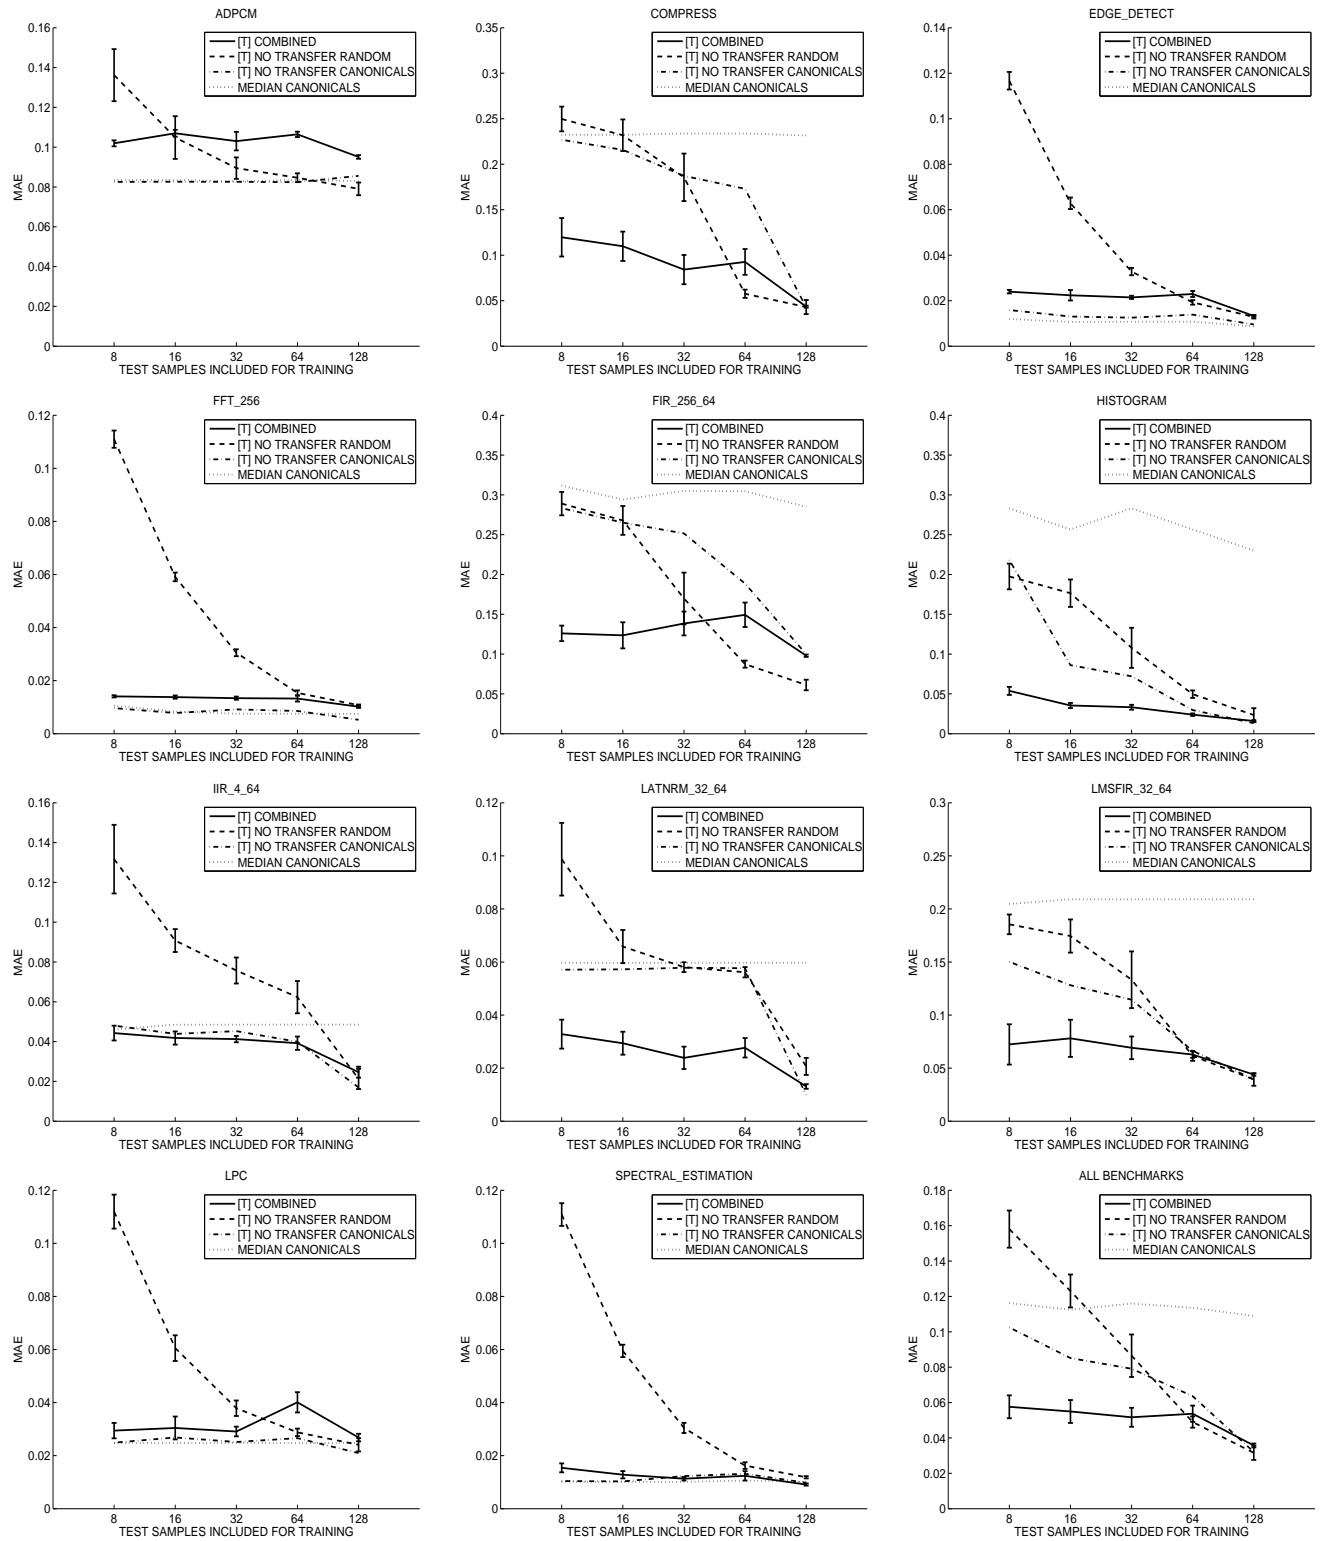 ADPCM
0.16
0.14
0.12
0.1
0.08
0.06
0.04
0.02
0
MAE
[T] COMBINED
[T] NO TRANSFER RANDOM
[T] NO TRANSFER CANONICALS
MEDIAN CANONICALS
8 16 32 64 128
TEST SAMPLES INCLUDED FOR TRAINING
COMPRESS
0.35
0.3
0.25
0.2
0.15
0.1
0.05
0
MAE
[T] COMBINED
[T] NO TRANSFER RANDOM
[T] NO TRANSFER CANONICALS
MEDIAN CANONICALS
8 16 32 64 128
TEST SAMPLES INCLUDED FOR TRAINING
EDGE_DETECT
0.14
0.12
0.1
0.08
0.06
0.04
0.02
0
MAE
[T] COMBINED
[T] NO TRANSFER RANDOM
[T] NO TRANSFER CANONICALS
MEDIAN CANONICALS
8 16 32 64 128
TEST SAMPLES INCLUDED FOR TRAINING
FFT_256
0.12
0.1
0.08
0.06
0.04
0.02
0
MAE
[T] COMBINED
[T] NO TRANSFER RANDOM
[T] NO TRANSFER CANONICALS
MEDIAN CANONICALS
8 16 32 64 128
TEST SAMPLES INCLUDED FOR TRAINING
FIR_256_64
0.4
0.35
0.3
0.25
0.2
0.15
0.1
0.05
0
MAE
[T] COMBINED
[T] NO TRANSFER RANDOM
[T] NO TRANSFER CANONICALS
MEDIAN CANONICALS
8 16 32 64 128
TEST SAMPLES INCLUDED FOR TRAINING
HISTOGRAM
0.4
0.35
0.3
0.25
0.2
0.15
0.1
0.05
0
MAE
[T] COMBINED
[T] NO TRANSFER RANDOM
[T] NO TRANSFER CANONICALS
MEDIAN CANONICALS
8 16 32 64 128
TEST SAMPLES INCLUDED FOR TRAINING
IIR_4_64
0.16
0.14
0.12
0.1
0.08
0.06
0.04
0.02
0
MAE
[T] COMBINED
[T] NO TRANSFER RANDOM
[T] NO TRANSFER CANONICALS
MEDIAN CANONICALS
8 16 32 64 128
TEST SAMPLES INCLUDED FOR TRAINING
LATNRM_32_64
0.12
0.1
0.08
0.06
0.04
0.02
0
MAE
[T] COMBINED
[T] NO TRANSFER RANDOM
[T] NO TRANSFER CANONICALS
MEDIAN CANONICALS
8 16 32 64 128
TEST SAMPLES INCLUDED FOR TRAINING
LMSFIR_32_64
0.3
0.25
0.2
0.15
0.1
0.05
0
MAE
[T] COMBINED
[T] NO TRANSFER RANDOM
[T] NO TRANSFER CANONICALS
MEDIAN CANONICALS
8 16 32 64 128
TEST SAMPLES INCLUDED FOR TRAINING
LPC
0.12
0.1
0.08
0.06
0.04
0.02
0
MAE
[T] COMBINED
[T] NO TRANSFER RANDOM
[T] NO TRANSFER CANONICALS
MEDIAN CANONICALS
8 16 32 64 128
TEST SAMPLES INCLUDED FOR TRAINING
SPECTRAL_ESTIMATION
0.12
0.1
0.08
0.06
0.04
0.02
0
MAE
[T] COMBINED
[T] NO TRANSFER RANDOM
[T] NO TRANSFER CANONICALS
MEDIAN CANONICALS
8 16 32 64 128
TEST SAMPLES INCLUDED FOR TRAINING
ALL BENCHMARKS
0.18
0.16
0.14
0.12
0.1
0.08
0.06
0.04
0.02
0
MAE
[T] COMBINED
[T] NO TRANSFER RANDOM
[T] NO TRANSFER CANONICALS
MEDIAN CANONICALS
8 16 32 64 128
TEST SAMPLES INCLUDED FOR TRAINING